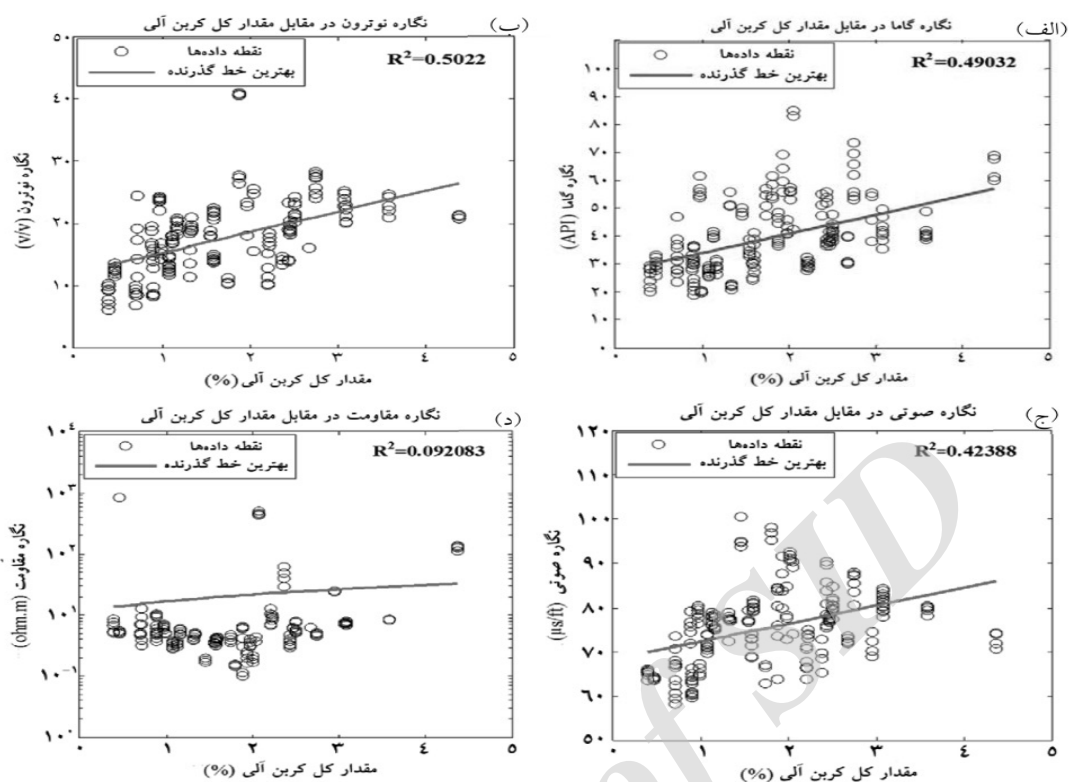 (الف)
نگاره گاما در مقابل مقدار کل کربن آلی
نقطه داده‌ها
بهترین خط گذرنده
R²=0.49032
نگاره گاما (API)
۱۰۰
۹۰
۸۰
۷۰
۶۰
۵۰
۴۰
۳۰
۲۰
۱۰
۰
۰ ۱ ۲ ۳ ۴ ۵
مقدار کل کربن آلی (%)
(ب)
نگاره نوترون در مقابل مقدار کل کربن آلی
نقطه داده‌ها
بهترین خط گذرنده
R²=0.5022
نگاره نوترون (v/v)
۵۰
۴۰
۳۰
۲۰
۱۰
۰
۰ ۱ ۲ ۳ ۴ ۵
مقدار کل کربن آلی (%)
(ج)
نگاره صوتی در مقابل مقدار کل کربن آلی
نقطه داده‌ها
بهترین خط گذرنده
R²=0.42388
نگاره صوتی (µs/ft)
۱۲۰
۱۱۰
۱۰۰
۹۰
۸۰
۷۰
۶۰
۵۰
۰ ۱ ۲ ۳ ۴ ۵
مقدار کل کربن آلی (%)
(د)
نگاره مقاومت در مقابل مقدار کل کربن آلی
نقطه داده‌ها
بهترین خط گذرنده
R²=0.092083
نگاره مقاومت (ohm.m)
۱۰⁴
۱۰³
۱۰²
۱۰¹
۱۰⁻¹
۱۰۰
۰ ۱ ۲ ۳ ۴ ۵
مقدار کل کربن آلی (%)
of SID